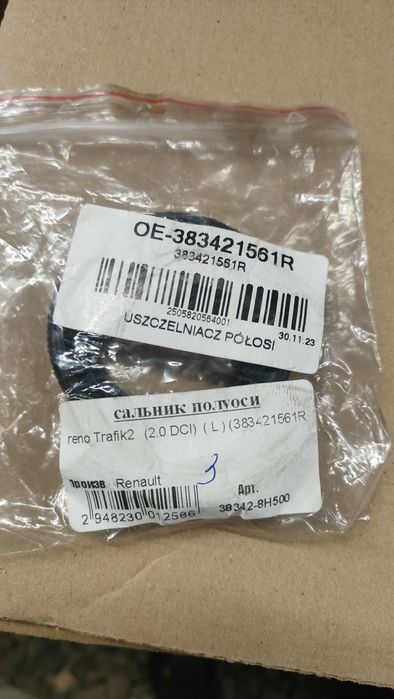 OE-383421561R
383421561R
2505820564001
USZCZELNIACZ PÓŁOSI
30.11.23
сальник полуоси
reno Trafik2 (2.0 DCI) ( L ) (383421561R
Произв Renault
3
Арт.
38342-8H500
2 948230 012586